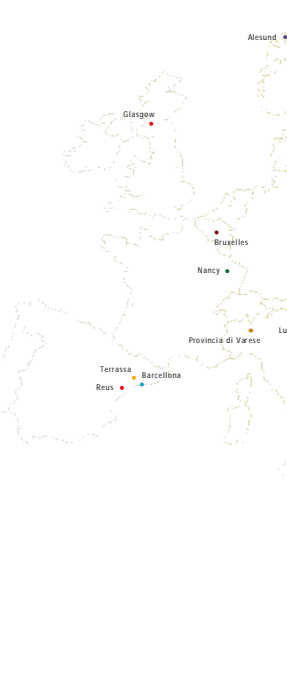 Alesund
Glasgow
Bruxelles
Nancy
Lu
Provincia di Varese
Terrassa
Barcellona
Reus